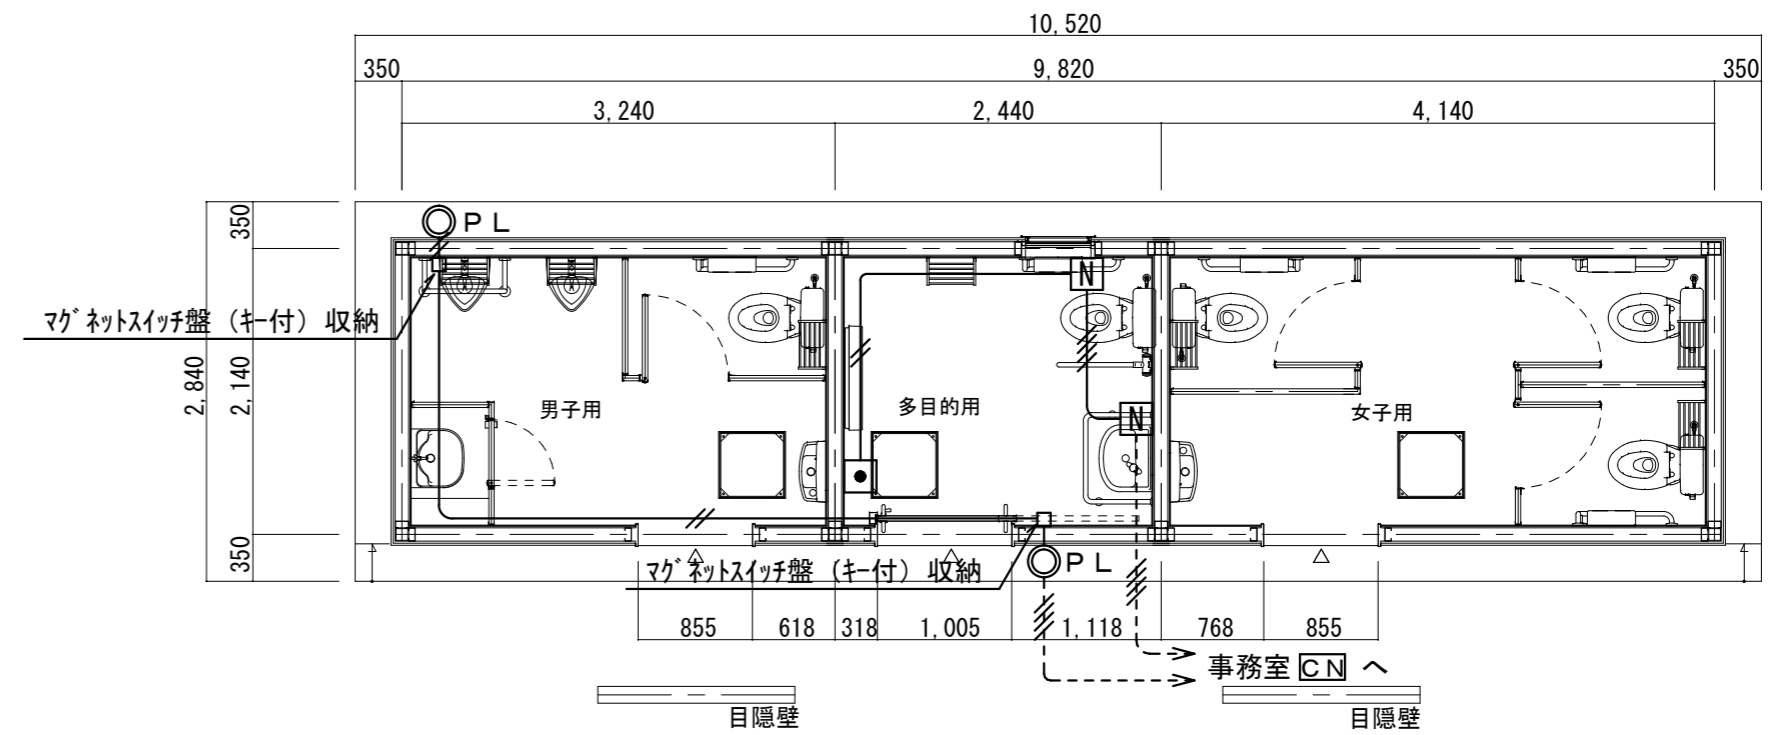 10,520
350
9,820
350
3,240
2,440
4,140
350
2,840
2,140
350
PL
マグネットスイッチ盤（キー付）収納
N
男子用
多目的用
N
女子用
マグネットスイッチ盤（キー付）収納
PL
855
618
318
1,005
1,118
768
855
事務室 CN へ
目隠壁
目隠壁